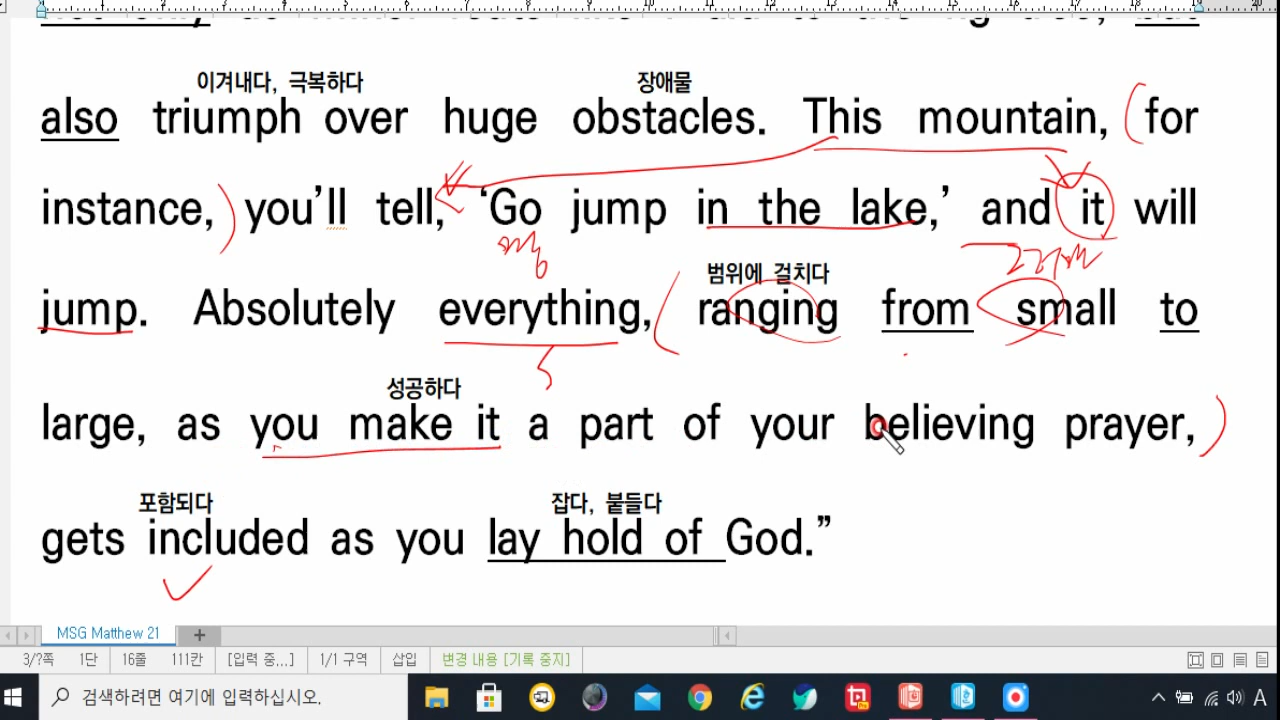 이겨내다, 극복하다 장애물
also triumph over huge obstacles. This mountain, for
instance, you'll tell, 'Go jump in the lake,' and it will
범위에 걸치다
jump. Absolutely everything, ranging from small to
성공하다
large, as you make it a part of your believing prayer,
포함되다 잡다, 붙들다
gets included as you lay hold of God.”
MSG Matthew 21
3/?쪽 1단 16줄 111칸 [입력 중...] 1/1 구역 삽입 변경 내용 [기록 중지]
검색하려면 여기에 입력하십시오. A